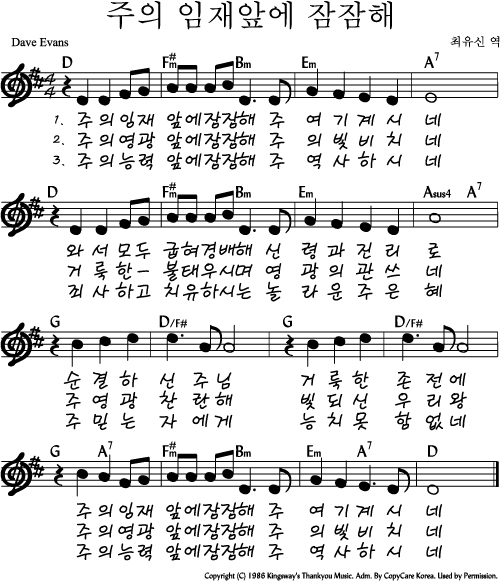 주의 임재앞에 잠잠해
Dave Evans 최유신 역
D F#m Bm Em A7
1. 주의임재 앞에잠잠해 주 여기계시 네
2. 주의영광 앞에잠잠해 주 의빛비치 네
3. 주의능력 앞에잠잠해 주 역사하시 네
D F#m Bm Em Asus4 A7
와서모두 굽혀경배해 신 령과진리 로
거룩한一 불태우시며 영 광의관쓰 네
죄사하고 치유하시는 놀 라운주은 혜
G D/F# G D/F#
순결하 신주님 거룩한 존전에
주영광 찬란해 빛되신 우리왕
주믿는 자에게 능치못 함없네
G A7 F#m Bm Em A7 D
주의임재 앞에잠잠해 주 여기계시 네
주의영광 앞에잠잠해 주 의빛비치 네
주의능력 앞에잠잠해 주 역사하시 네
Copyright (C) 1986 Kingsway's Thankyou Music. Adm. By CopyCare Korea. Used by Permission.